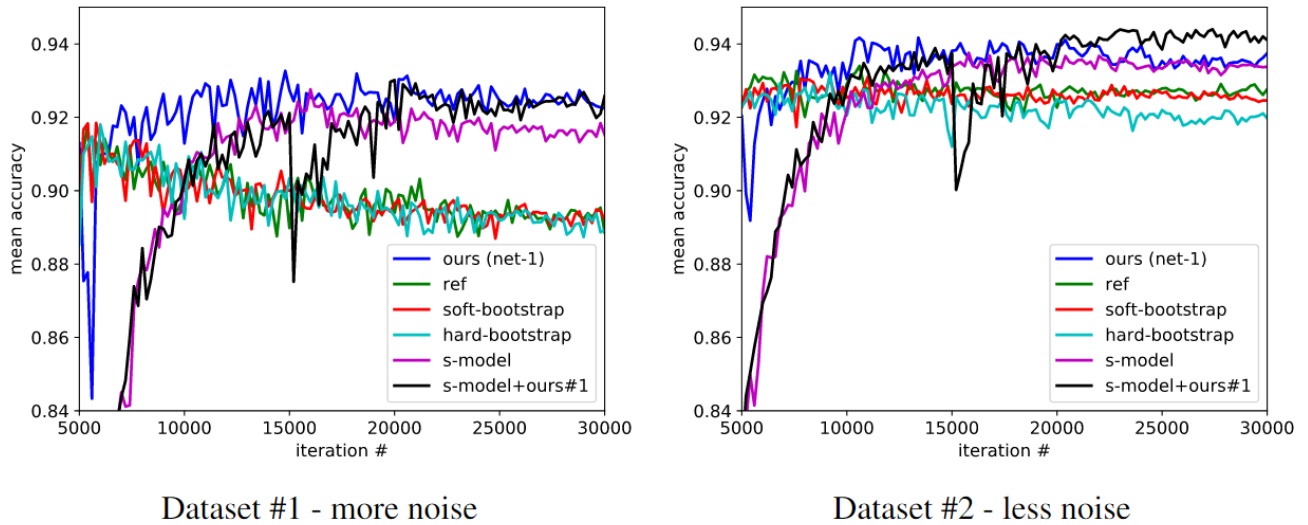 0.94
0.92
0.90
0.88
0.86
0.84
mean accuracy
5000 10000 15000 20000 25000 30000
iteration #
ours (net-1)
ref
soft-bootstrap
hard-bootstrap
s-model
s-model+ours#1
Dataset #1 - more noise
0.94
0.92
0.90
0.88
0.86
0.84
mean accuracy
5000 10000 15000 20000 25000 30000
iteration #
ours (net-1)
ref
soft-bootstrap
hard-bootstrap
s-model
s-model+ours#1
Dataset #2 - less noise